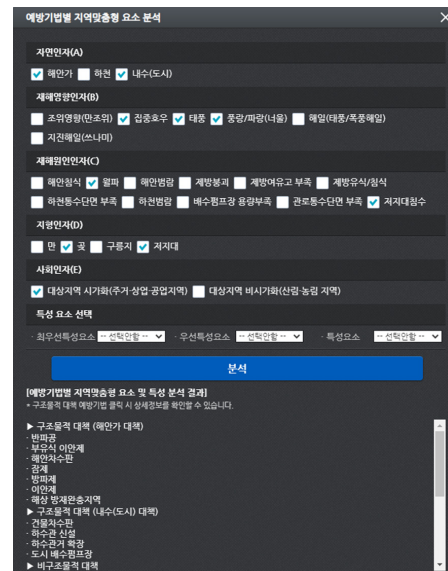 예방기법별 지역맞춤형 요소 분석
자연인자(A)
해안가 하천 내수(도시)
재해영향인자(B)
조위영향(만조위) 집중호우 태풍 풍랑/파랑(너울) 해일(태풍/폭풍해일)
지진해일(쓰나미)
재해원인인자(C)
해안침식 월파 해안범람 제방붕괴 제방여유고 부족 제방유식/침식
하천통수단면 부족 하천범람 배수펌프장 용량부족 관로통수단면 부족 저지대침수
지형인자(D)
만 곶 구릉지 저지대
사회인자(E)
대상지역 시가화(주거·상업·공업지역) 대상지역 비시가화(산림·농림 지역)
특성 요소 선택
· 최우선특성요소 -- 선택안함 -- · 우선특성요소 -- 선택안함 -- · 특성요소 -- 선택안함 --
분석
[예방기법별 지역맞춤형 요소 및 특성 분석 결과]
* 구조물적 대책 예방기법 클릭 시 상세정보를 확인할 수 있습니다.
▶ 구조물적 대책 (해안가 대책)
· 반파공
· 부유식 이안제
· 해안차수판
· 잠제
· 방파제
· 이안제
· 해상 방재완충지역
▶ 구조물적 대책 (내수(도시) 대책)
· 건물차수판
· 하수관 신설
· 하수관거 확장
· 도시 배수펌프장
▶ 비구조물적 대책